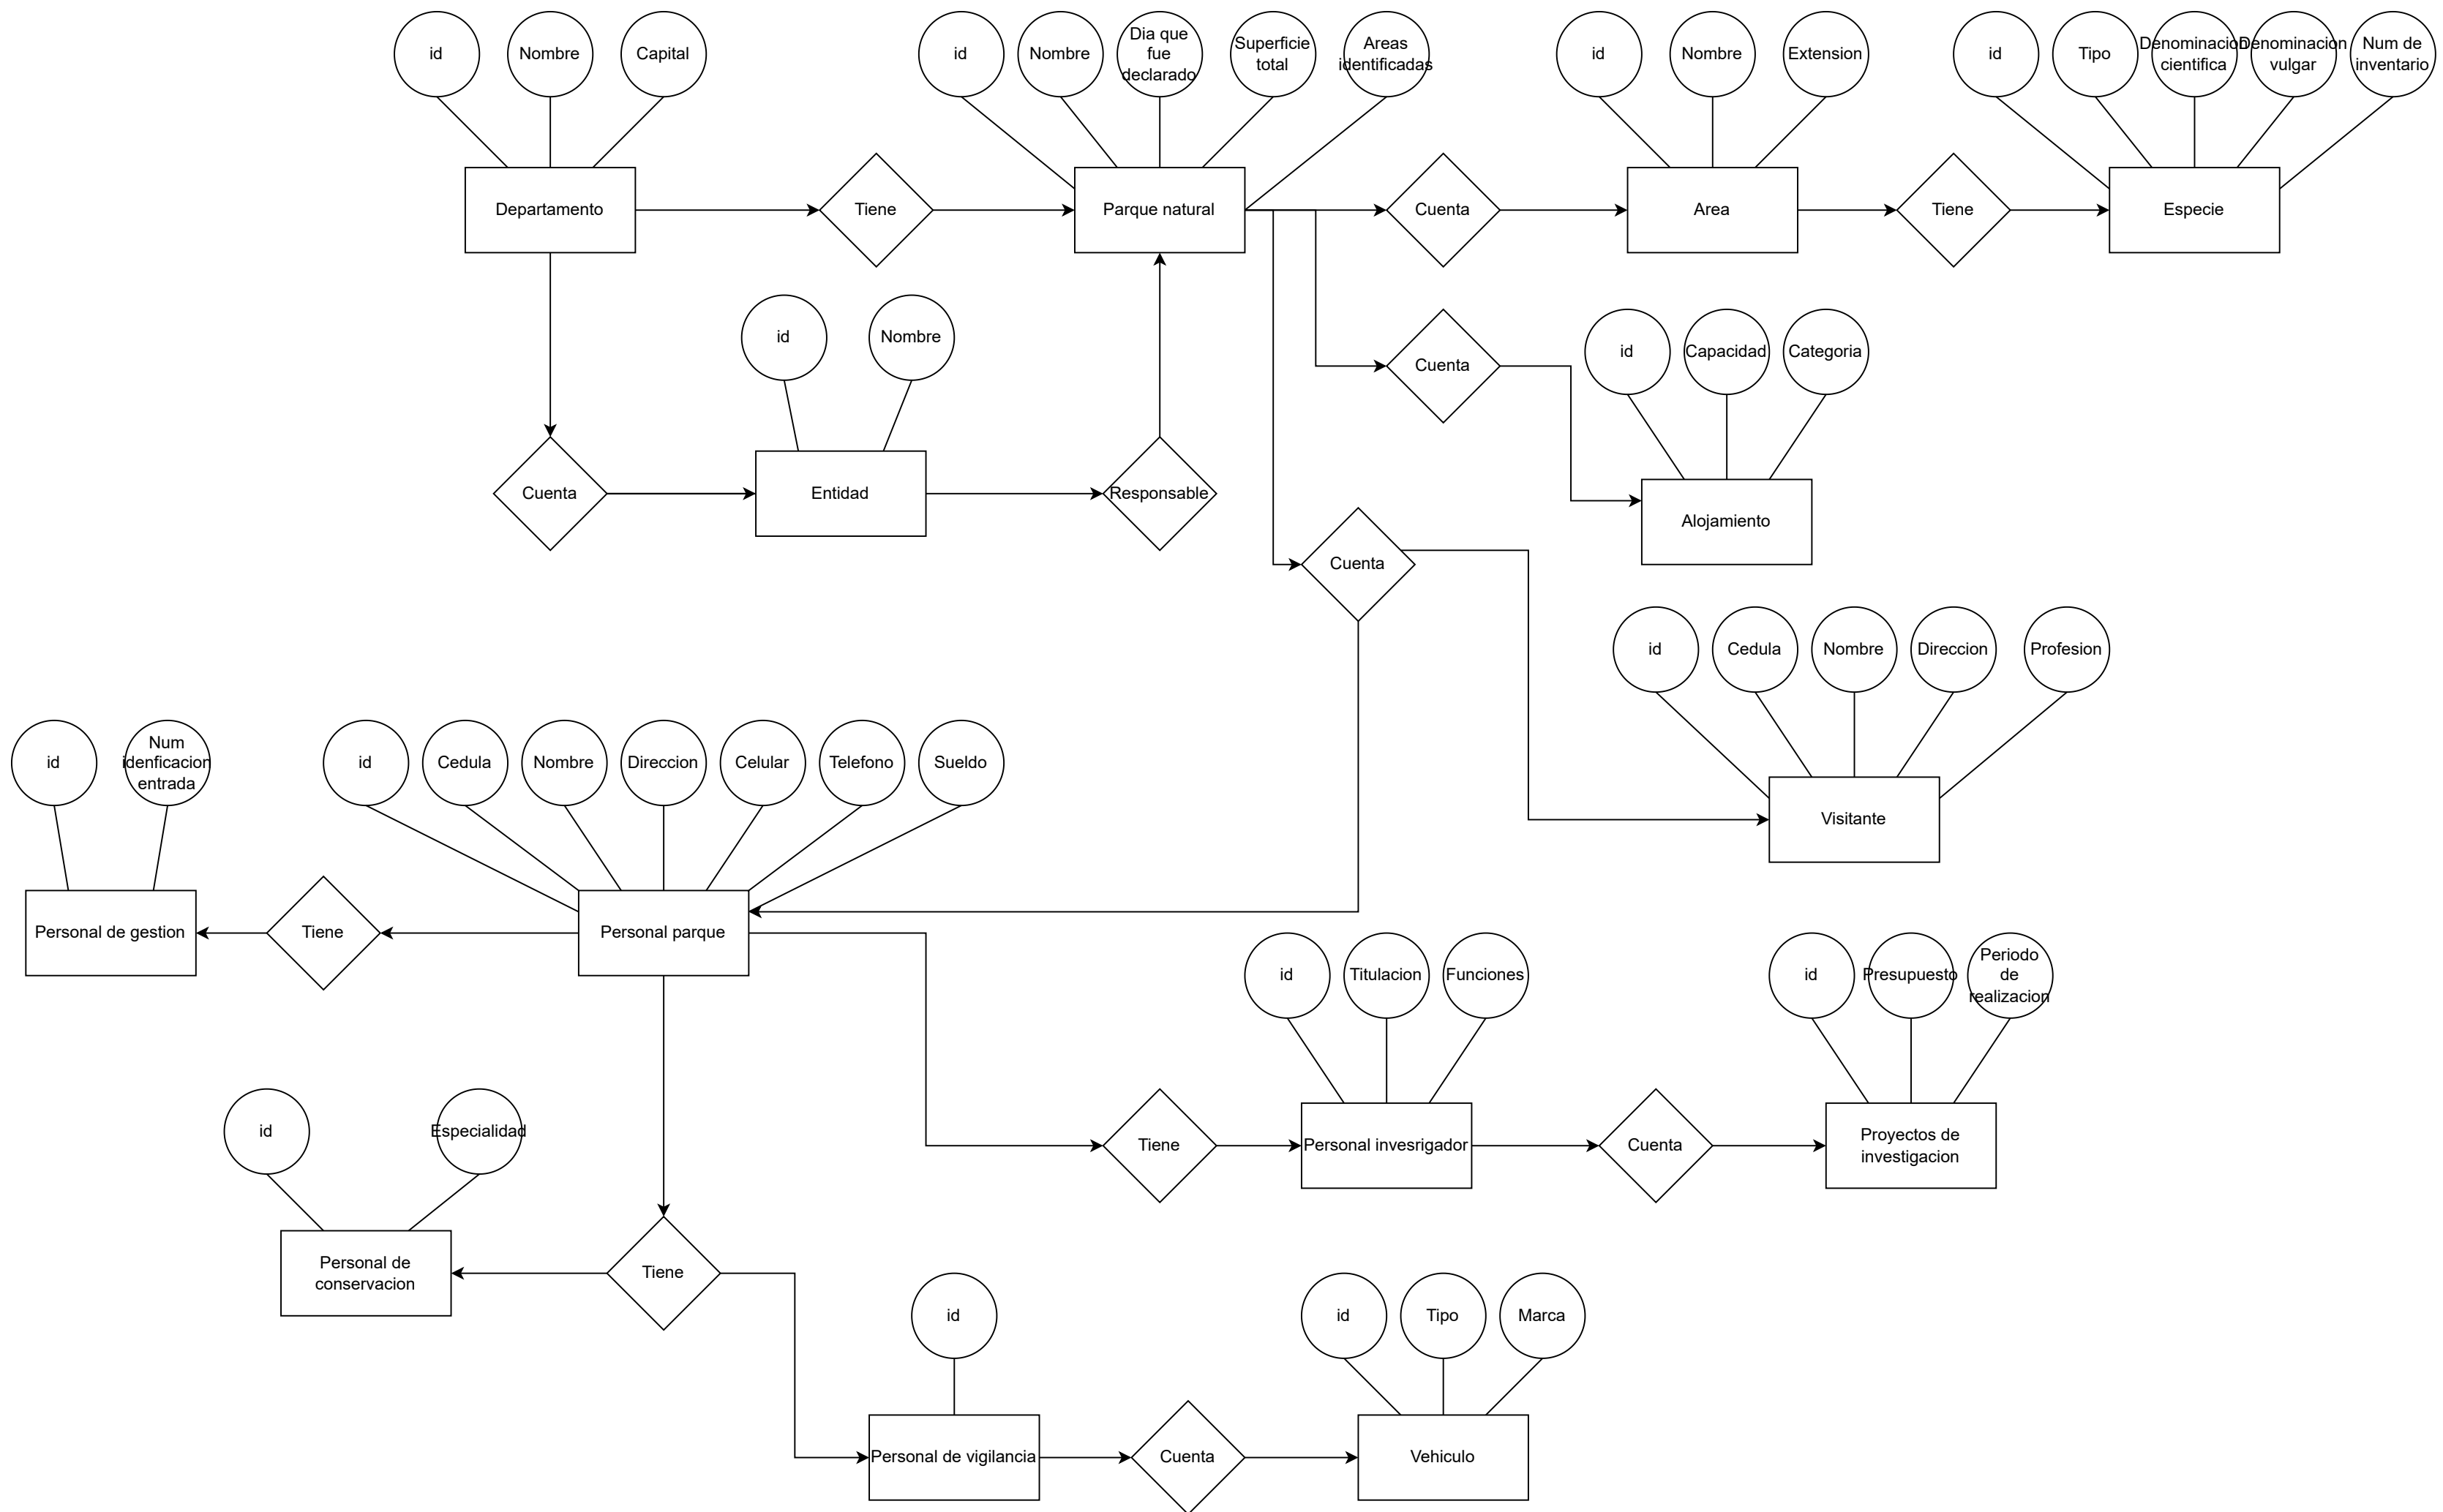 id
Nombre
Capital
id
Nombre
Dia que
fue
declarado
Superficie
total
Areas
identificadas
id
Nombre
Extension
id
Tipo
Denominacion
cientifica
Denominacion
vulgar
Num de
inventario
Departamento
Tiene
Parque natural
Cuenta
Area
Tiene
Especie
id
Nombre
Cuenta
id
Capacidad
Categoria
Cuenta
Entidad
Responsable
Alojamiento
Cuenta
id
Cedula
Nombre
Direccion
Profesion
Visitante
id
Num
idenficacion
entrada
id
Cedula
Nombre
Direccion
Celular
Telefono
Sueldo
Personal de gestion
Tiene
Personal parque
id
Titulacion
Funciones
id
Presupuesto
Periodo
de
realizacion
id
Especialidad
Tiene
Personal invesrigador
Cuenta
Proyectos de
investigacion
Personal de
conservacion
Tiene
id
id
Tipo
Marca
Personal de vigilancia
Cuenta
Vehiculo